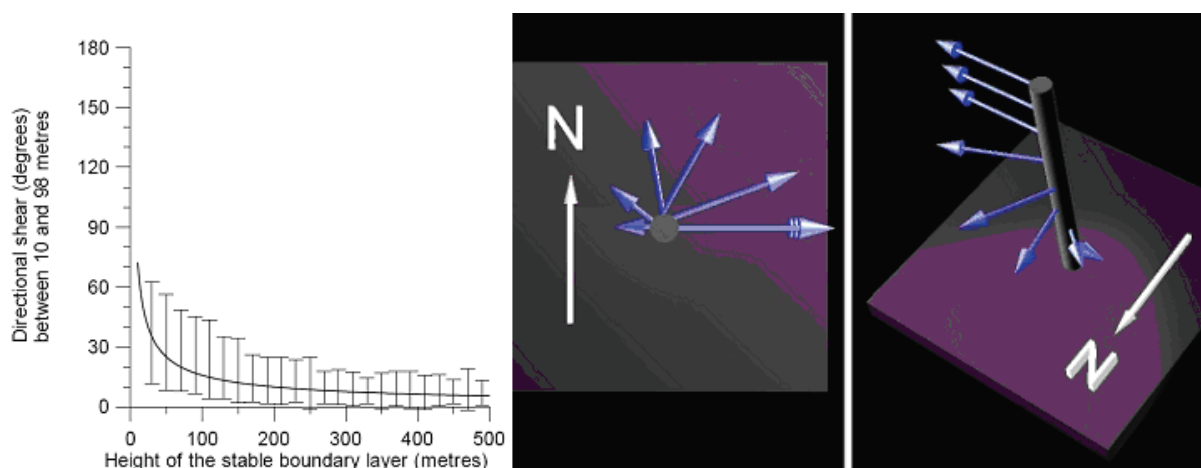 Directional shear (degrees)
between 10 and 98 metres
180
150
120
90
60
30
0
0
100
200
300
400
500
Height of the stable boundary layer (metres)
N
N